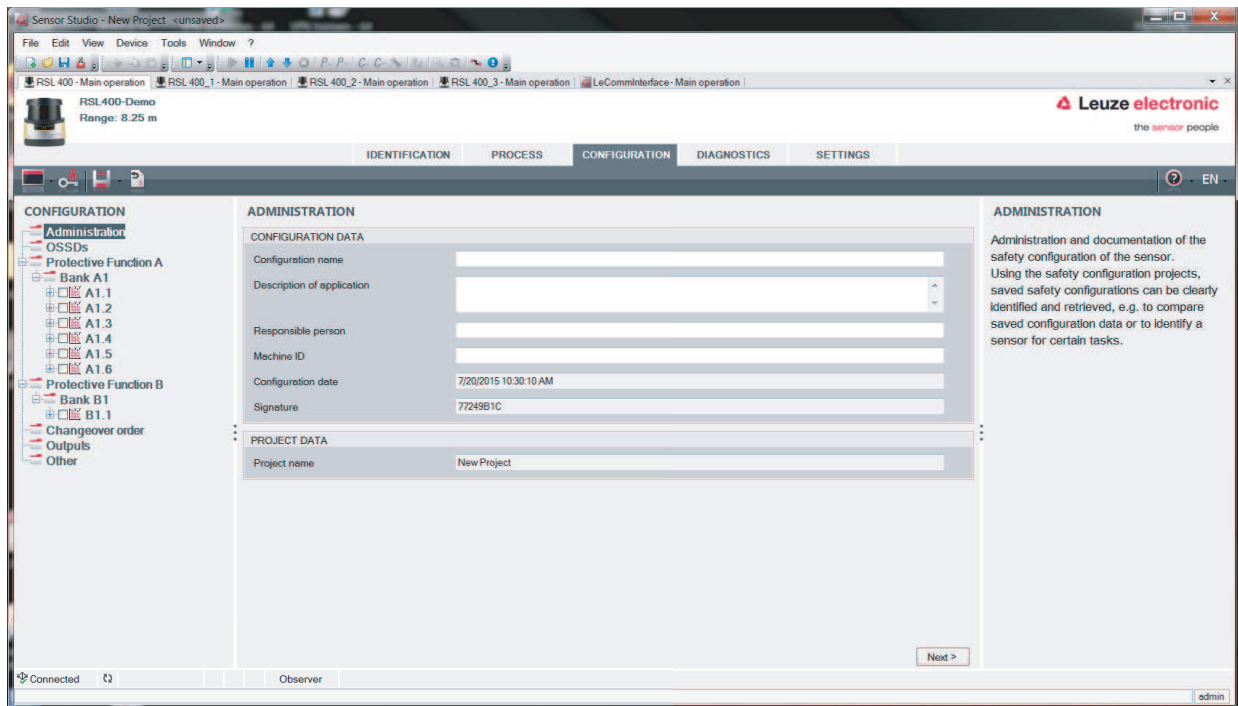 Sensor Studio - New Project <unsaved>
File Edit View Device Tools Window ?
RSL 400 - Main operation RSL 400_1 - Main operation RSL 400_2 - Main operation RSL 400_3 - Main operation LeCommInterface - Main operation
RSL400-Demo
Range: 8.25 m
Leuze electronic
the sensor people
IDENTIFICATION PROCESS CONFIGURATION DIAGNOSTICS SETTINGS
EN
CONFIGURATION
Administration
OSSDs
Protective Function A
Bank A1
A1.1
A1.2
A1.3
A1.4
A1.5
A1.6
Protective Function B
Bank B1
B1.1
Changeover order
Outputs
Other
ADMINISTRATION
CONFIGURATION DATA
Configuration name
Description of application
Responsible person
Machine ID
Configuration date 7/20/2015 10:30:10 AM
Signature 77249B1C
PROJECT DATA
Project name New Project
Next >
ADMINISTRATION
Administration and documentation of the
safety configuration of the sensor.
Using the safety configuration projects,
saved safety configurations can be clearly
identified and retrieved, e.g. to compare
saved configuration data or to identify a
sensor for certain tasks.
Connected Observer
admin